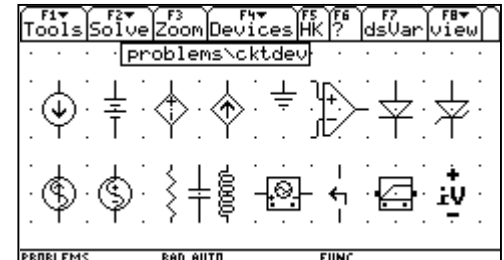 F1▼ F2▼ F3 F4▼ F5 F6 F7 F8▼
Tools Solve Zoom Devices HK ? dsVar view
problems\cktdev
+
iV
-
PROBLEMS RAD AUTO FUNC